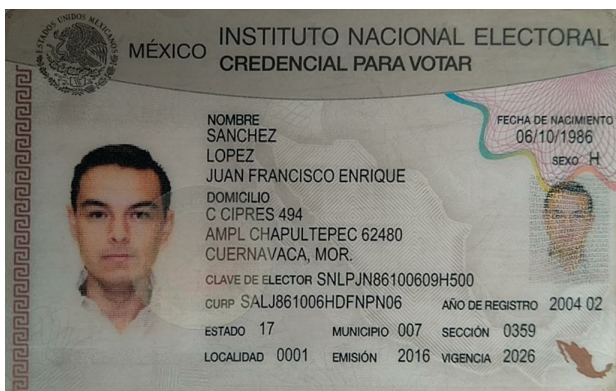 ESTADOS UNIDOS MEXICANOS
MÉXICO
INSTITUTO NACIONAL ELECTORAL
CREDENCIAL PARA VOTAR
NOMBRE
SANCHEZ
LOPEZ
JUAN FRANCISCO ENRIQUE
FECHA DE NACIMIENTO
06/10/1986
SEXO H
DOMICILIO
C CIPRES 494
AMPL CHAPULTEPEC 62480
CUERNAVACA, MOR.
CLAVE DE ELECTOR SNLPJN86100609H500
CURP SALJ861006HDFNPN06 AÑO DE REGISTRO 2004 02
ESTADO 17 MUNICIPIO 007 SECCIÓN 0359
LOCALIDAD 0001 EMISIÓN 2016 VIGENCIA 2026